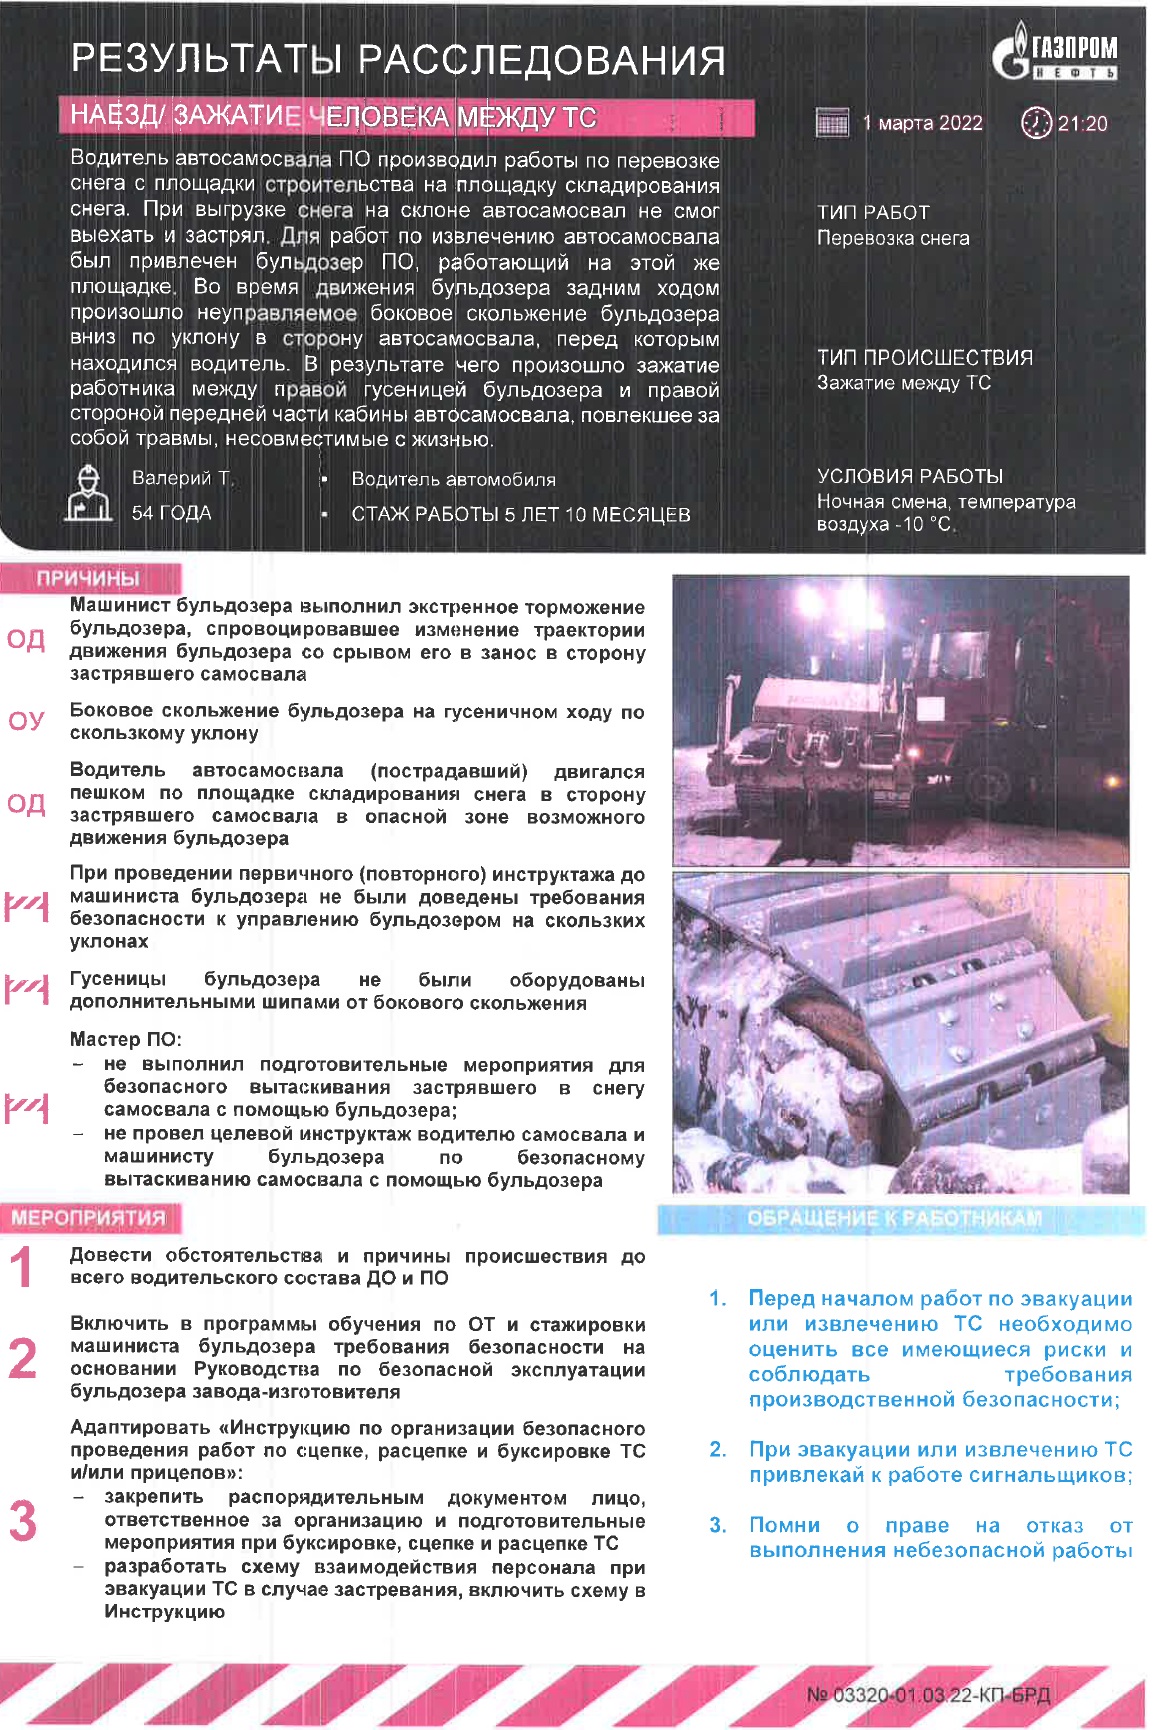 РЕЗУЛЬТАТЫ РАССЛЕДОВАНИЯ
ГАЗПРОМ
НЕФТЬ
НАЕЗД/ ЗАЖАТИЕ ЧЕЛОВЕКА МЕЖДУ ТС
1 марта 2022
21:20
Водитель автосамосвала ПО производил работы по перевозке
снега с площадки строительства на площадку складирования
снега. При выгрузке снега на склоне автосамосвал не смог
выехать и застрял. Для работ по извлечению автосамосвала
был привлечен бульдозер ПО, работающий на этой же
площадке. Во время движения бульдозера задним ходом
произошло неуправляемое боковое скольжение бульдозера
вниз по уклону в сторону автосамосвала, перед которым
находился водитель. В результате чего произошло зажатие
работника между правой гусеницей бульдозера и правой
стороной передней части кабины автосамосвала, повлекшее за
собой травмы, несовместимые с жизнью.
ТИП РАБОТ
Перевозка снега
ТИП ПРОИСШЕСТВИЯ
Зажатие между ТС
УСЛОВИЯ РАБОТЫ
Ночная смена, температура
воздуха -10 °С.
Валерий Т.
▪ Водитель автомобиля
54 ГОДА
▪ СТАЖ РАБОТЫ 5 ЛЕТ 10 МЕСЯЦЕВ
ПРИЧИНЫ
ОД
Машинист бульдозера выполнил экстренное торможение
бульдозера, спровоцировавшее изменение траектории
движения бульдозера со срывом его в занос в сторону
застрявшего самосвала
ОУ
Боковое скольжение бульдозера на гусеничном ходу по
скользкому уклону
ОД
Водитель автосамосвала (пострадавший) двигался
пешком по площадке складирования снега в сторону
застрявшего самосвала в опасной зоне возможного
движения бульдозера
При проведении первичного (повторного) инструктажа до
машиниста бульдозера не были доведены требования
безопасности к управлению бульдозером на скользких
уклонах
Гусеницы бульдозера не были оборудованы
дополнительными шипами от бокового скольжения
Мастер ПО:
– не выполнил подготовительные мероприятия для
безопасного вытаскивания застрявшего в снегу
самосвала с помощью бульдозера;
– не провел целевой инструктаж водителю самосвала и
машинисту бульдозера по безопасному
вытаскиванию самосвала с помощью бульдозера
МЕРОПРИЯТИЯ
1
Довести обстоятельства и причины происшествия до
всего водительского состава ДО и ПО
2
Включить в программы обучения по ОТ и стажировки
машиниста бульдозера требования безопасности на
основании Руководства по безопасной эксплуатации
бульдозера завода-изготовителя
3
Адаптировать «Инструкцию по организации безопасного
проведения работ по сцепке, расцепке и буксировке ТС
и/или прицепов»:
– закрепить распорядительным документом лицо,
ответственное за организацию и подготовительные
мероприятия при буксировке, сцепке и расцепке ТС
– разработать схему взаимодействия персонала при
эвакуации ТС в случае застревания, включить схему в
Инструкцию
ОБРАЩЕНИЕ К РАБОТНИКАМ
1. Перед началом работ по эвакуации
или извлечению ТС необходимо
оценить все имеющиеся риски и
соблюдать требования
производственной безопасности;
2. При эвакуации или извлечению ТС
привлекай к работе сигнальщиков;
3. Помни о праве на отказ от
выполнения небезопасной работы
№ 03320-01.03.22-КП-БРД